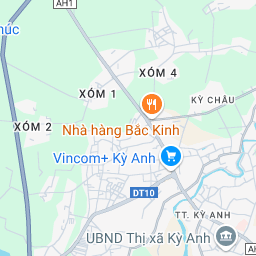 AH1
húc
XÓM 4
XÓM 1
KỲ CHÂU
XÓM 2
Nhà hàng Bắc Kinh
Vincom+ Kỳ Anh
DT10
TT. KỲ ANH
UBND Thị xã Kỳ Anh